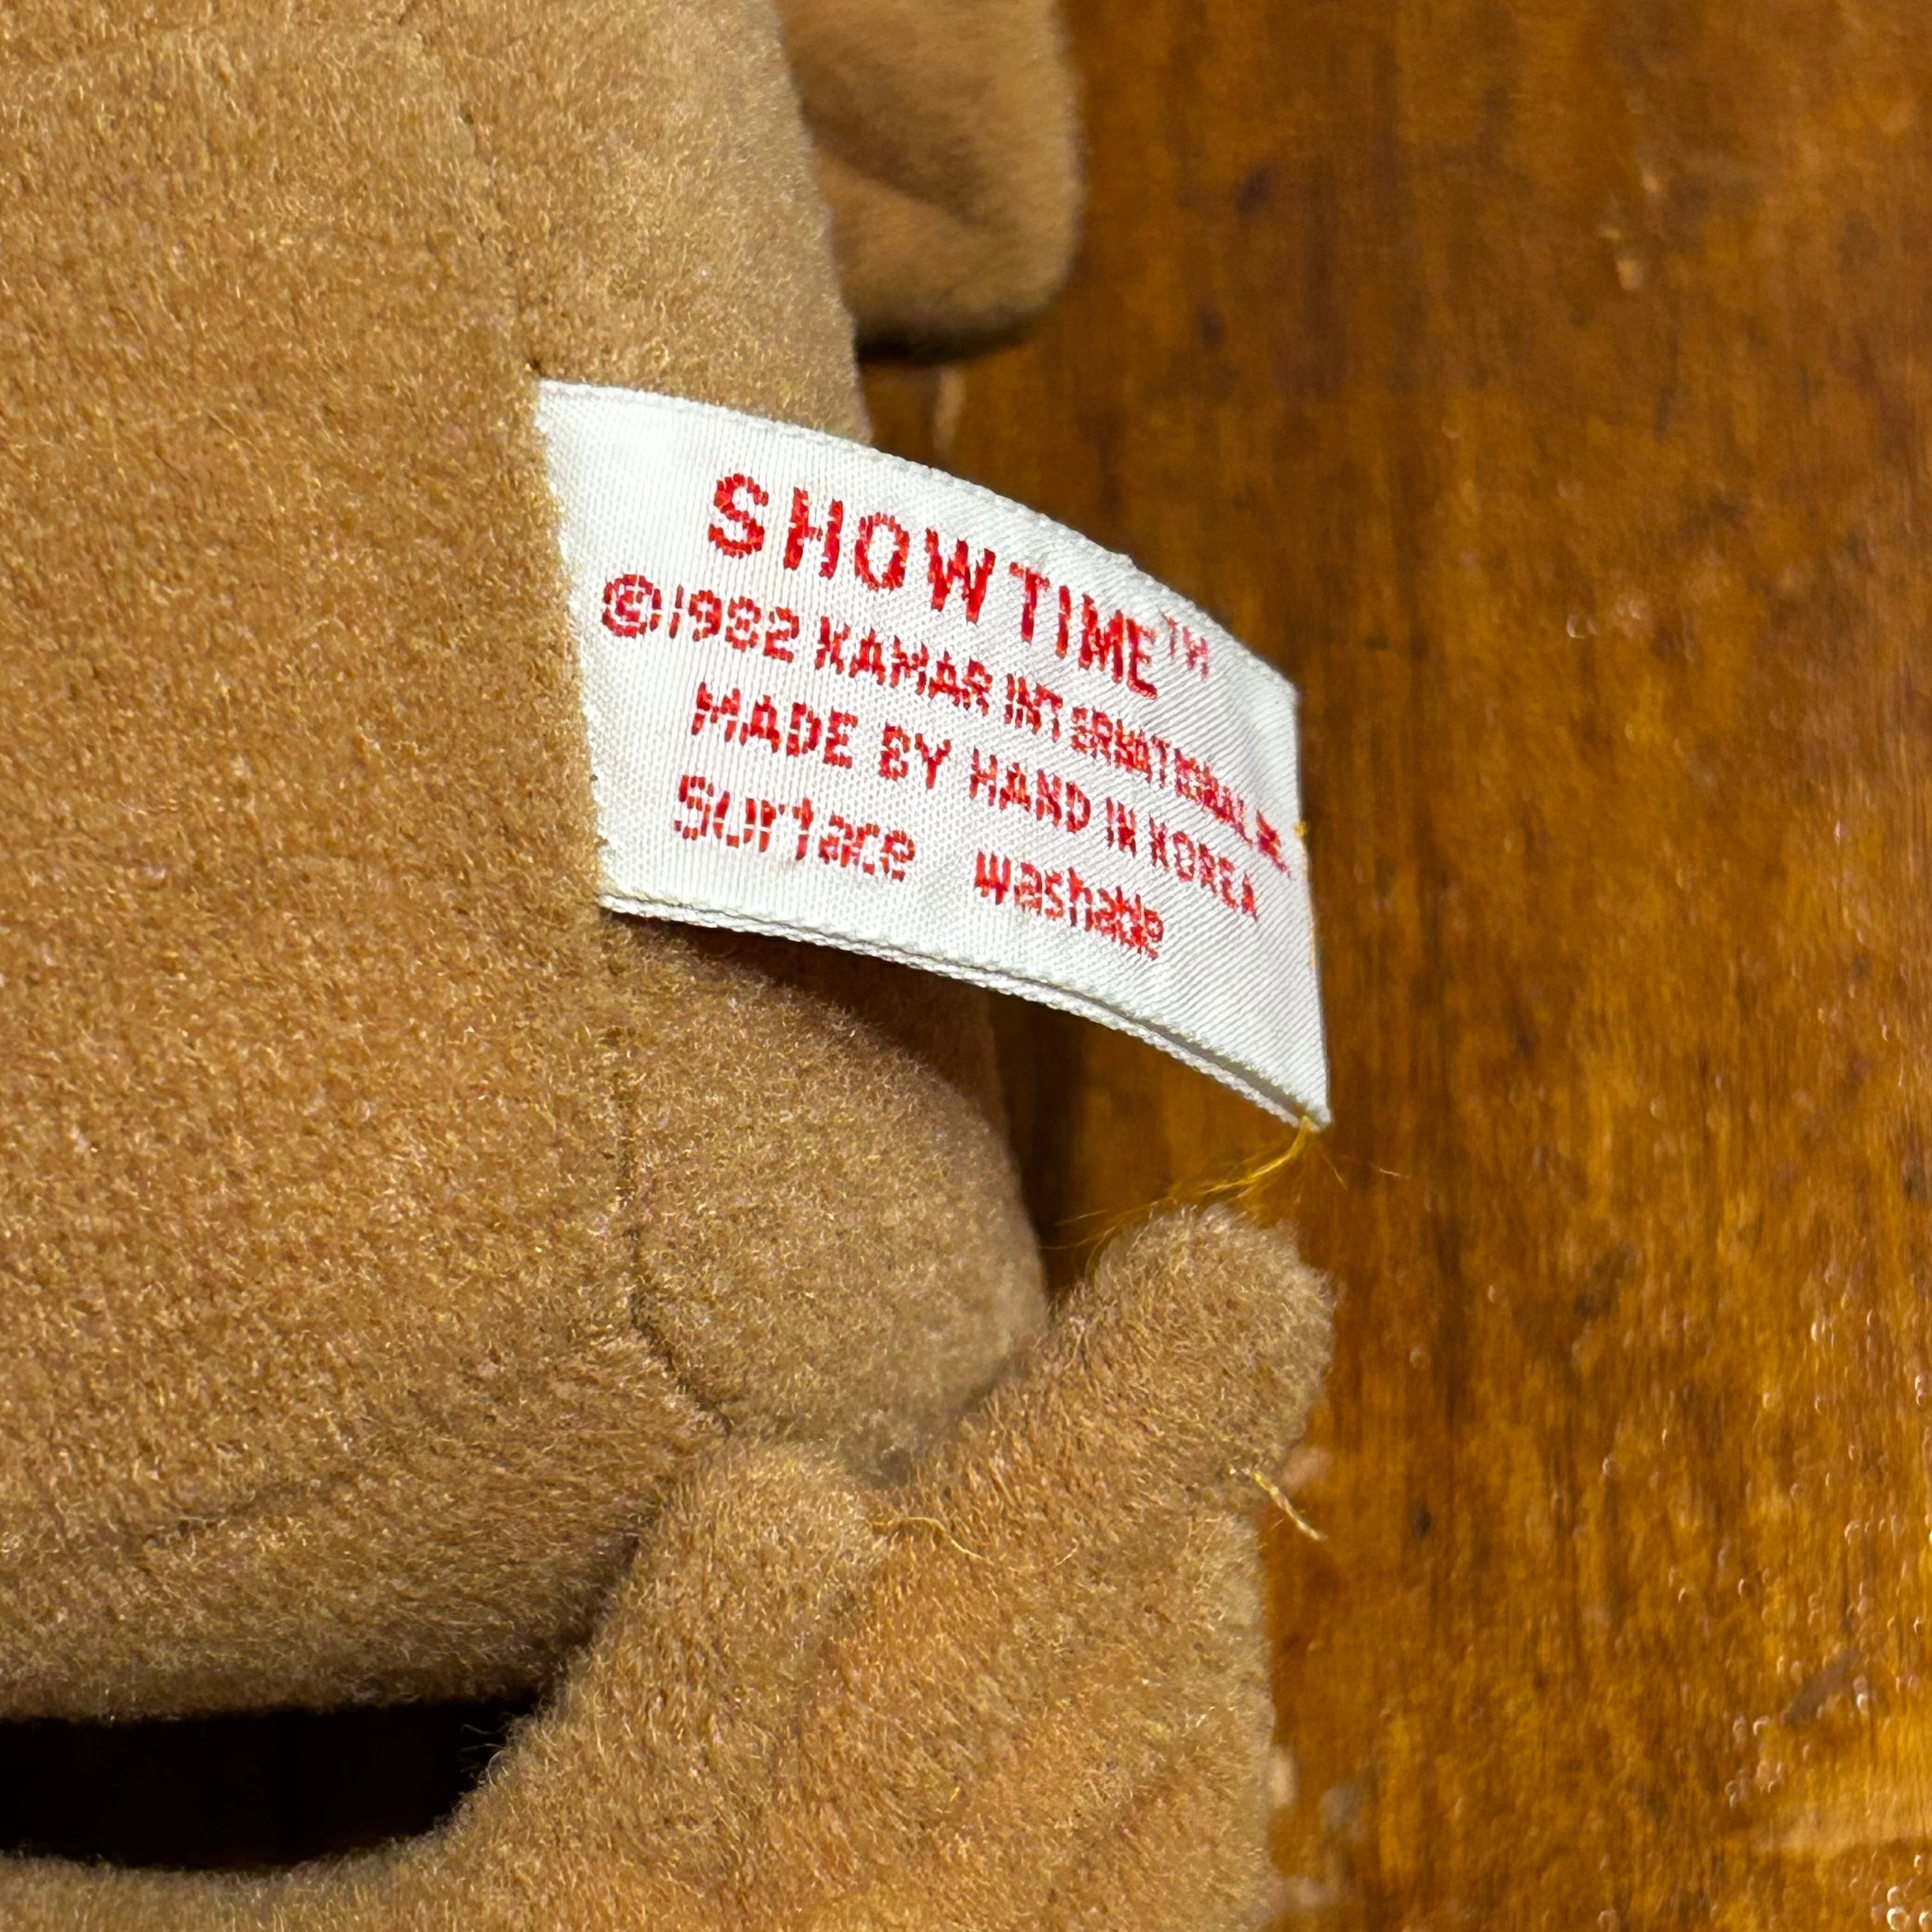 SHOWTIME™
©1982 KAMAR INTERNATIONAL
MADE BY HAND IN KOREA
Surface washable